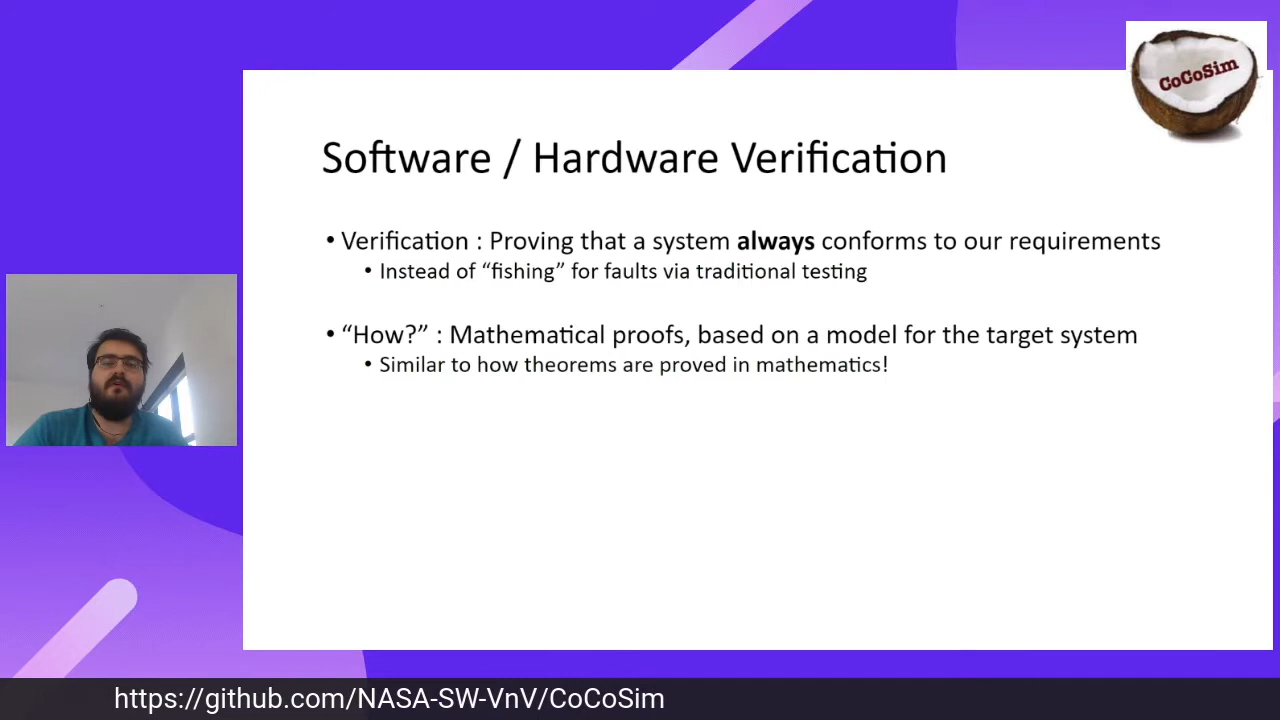 CoCoSim
Software / Hardware Verification
• Verification : Proving that a system always conforms to our requirements
• Instead of “fishing” for faults via traditional testing
• “How?” : Mathematical proofs, based on a model for the target system
• Similar to how theorems are proved in mathematics!
https://github.com/NASA-SW-VnV/CoCoSim